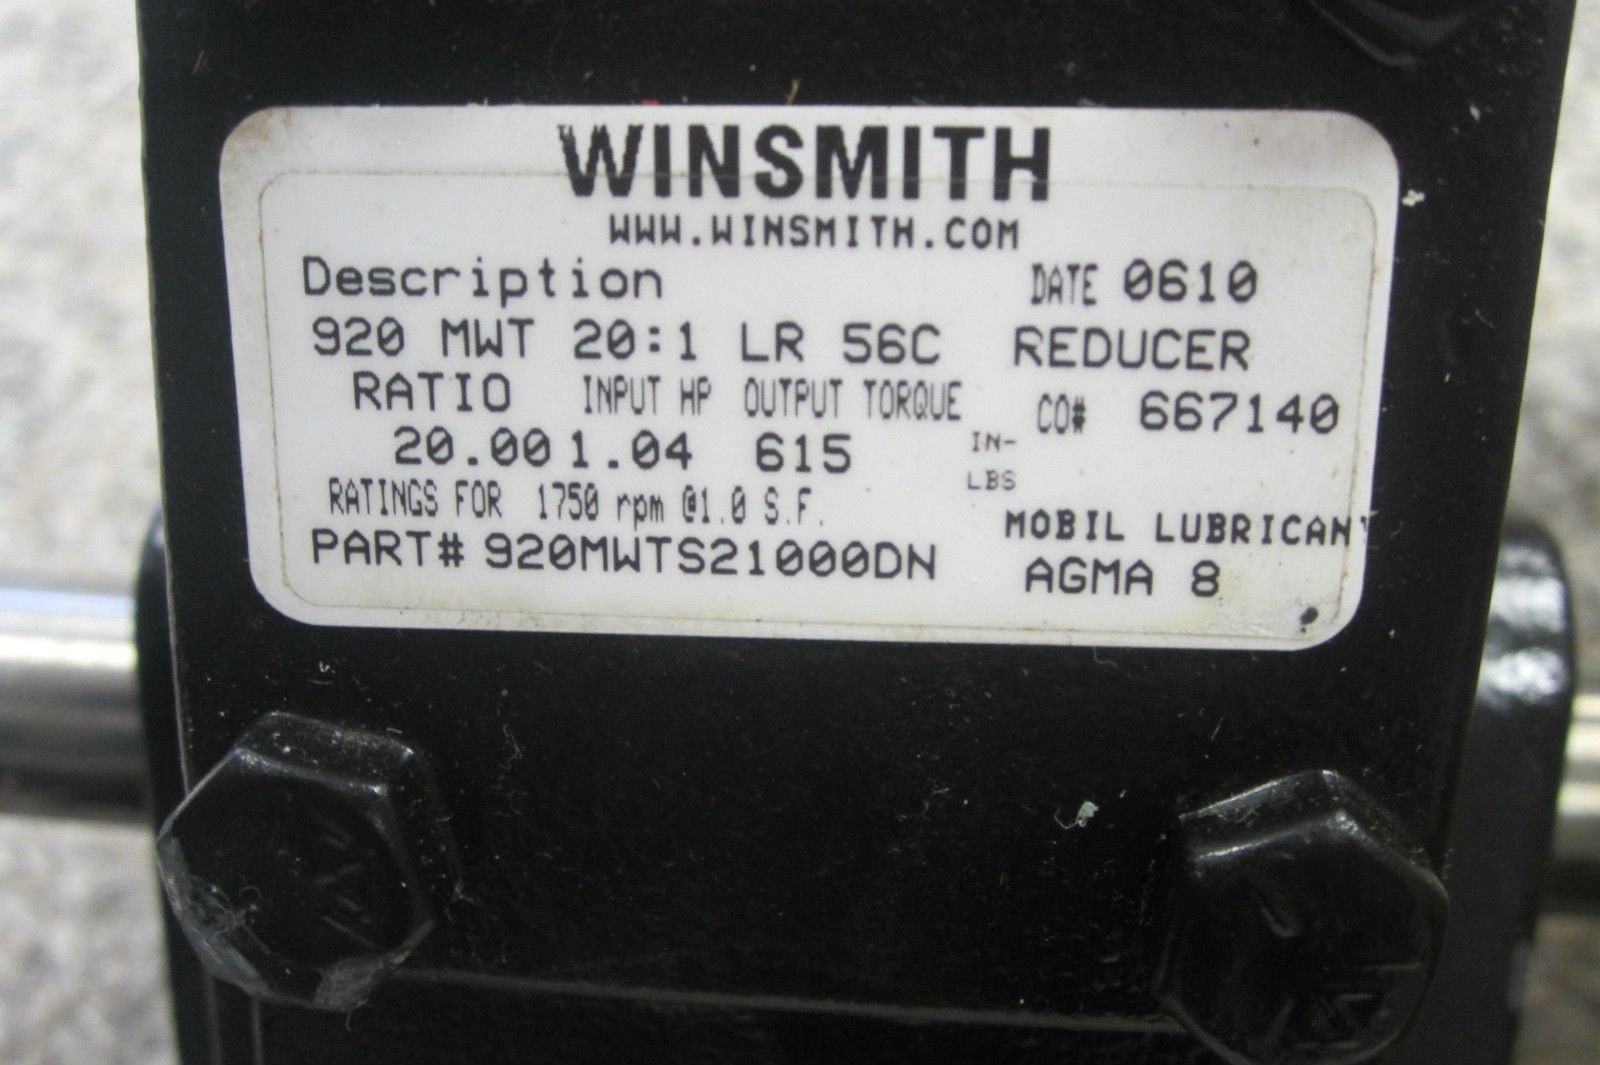 WINSMITH
WWW.WINSMITH.COM
Description DATE 0610
920 MWT 20:1 LR 56C REDUCER
RATIO INPUT HP OUTPUT TORQUE CO# 667140
20.00 1.04 615 IN-
LBS
RATINGS FOR 1750 rpm @1.0 S.F. MOBIL LUBRICANT
PART# 920MWTS21000DN AGMA 8